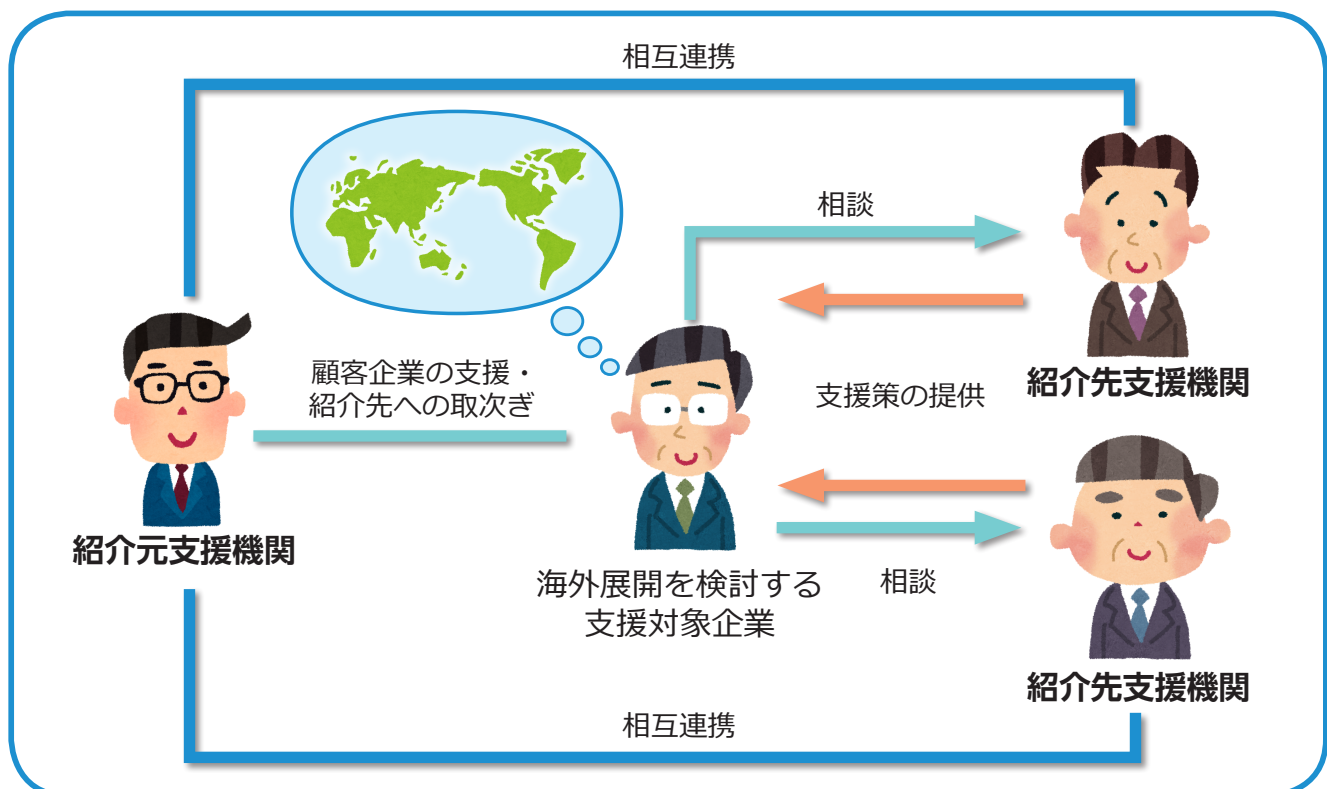 相互連携
相談
顧客企業の支援・
紹介先への取次ぎ
支援策の提供
紹介先支援機関
紹介元支援機関
海外展開を検討する
支援対象企業
相談
紹介先支援機関
相互連携